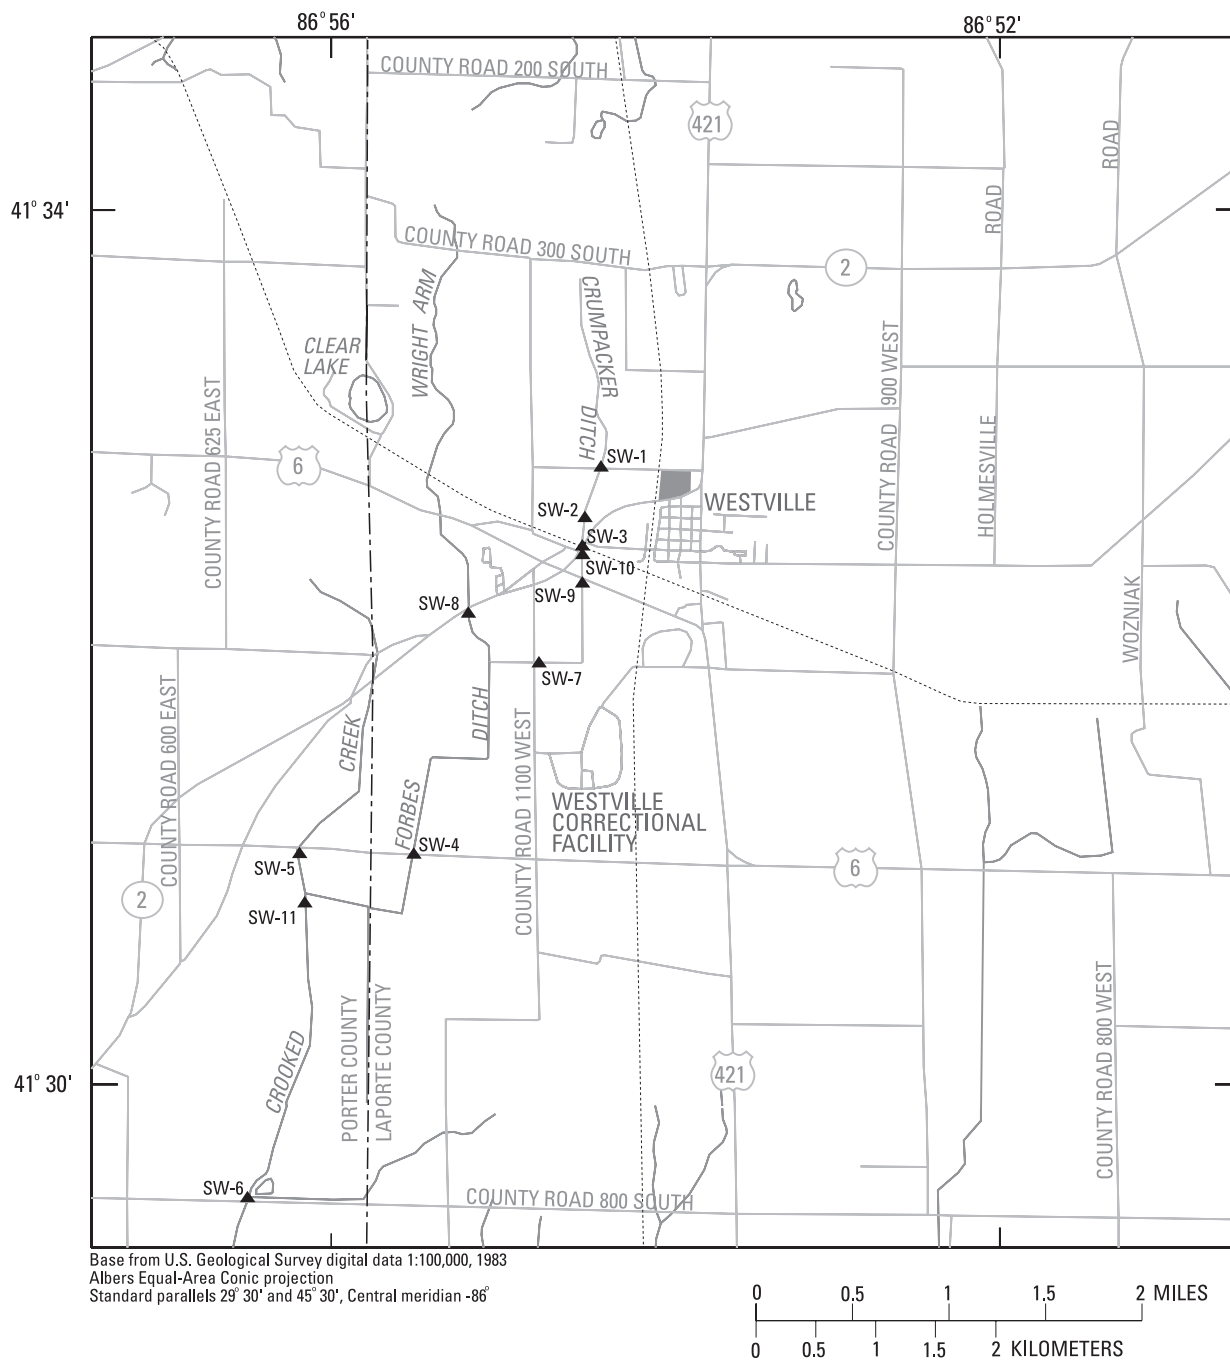 86° 56'
86° 52'
COUNTY ROAD 200 SOUTH
421
ROAD
ROAD
41° 34'
COUNTY ROAD 300 SOUTH
2
WRIGHT ARM
CRUMPACKER
DITCH
CLEAR
LAKE
COUNTY ROAD 900 WEST
COUNTY ROAD 625 EAST
6
SW-1
WESTVILLE
HOLMESVILLE
SW-2
SW-3
SW-10
SW-9
SW-8
WOZNIAK
SW-7
DITCH
CREEK
COUNTY ROAD 600 EAST
COUNTY ROAD 1100 WEST
FORBES
WESTVILLE
CORRECTIONAL
FACILITY
SW-4
SW-5
6
2
SW-11
PORTER COUNTY
LAPORTE COUNTY
COUNTY ROAD 800 WEST
CROOKED
421
41° 30'
SW-6
COUNTY ROAD 800 SOUTH
Base from U.S. Geological Survey digital data 1:100,000, 1983
Albers Equal-Area Conic projection
Standard parallels 29° 30' and 45° 30', Central meridian -86°
0 0.5 1 1.5 2 MILES
0 0.5 1 1.5 2 KILOMETERS